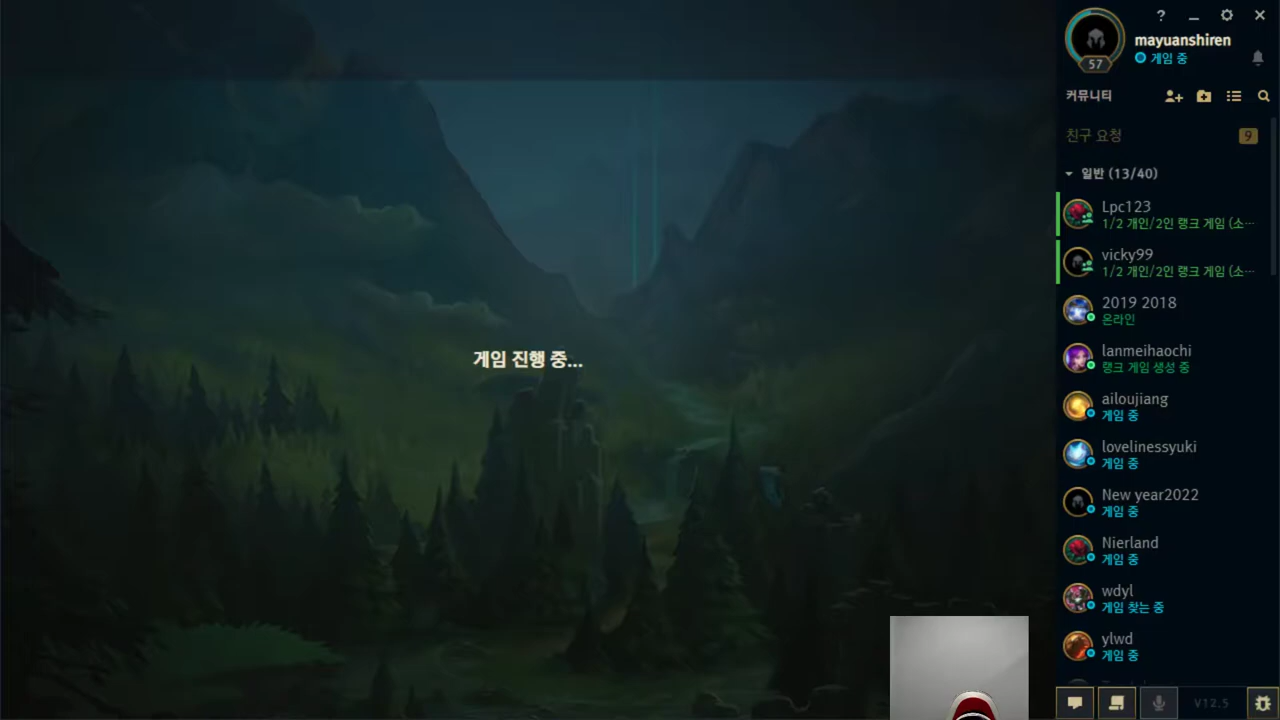 ?
mayuanshiren
게임 중
57
커뮤니티
친구 요청
9
일반 (13/40)
Lpc123
1/2 개인/2인 랭크 게임 (소…
vicky99
1/2 개인/2인 랭크 게임 (소…
2019 2018
온라인
lanmeihaochi
랭크 게임 생성 중
게임 진행 중...
ailoujiang
게임 중
lovelinessyuki
게임 중
New year2022
게임 중
Nierland
게임 중
wdyl
게임 찾는 중
ylwd
게임 중
V12.5